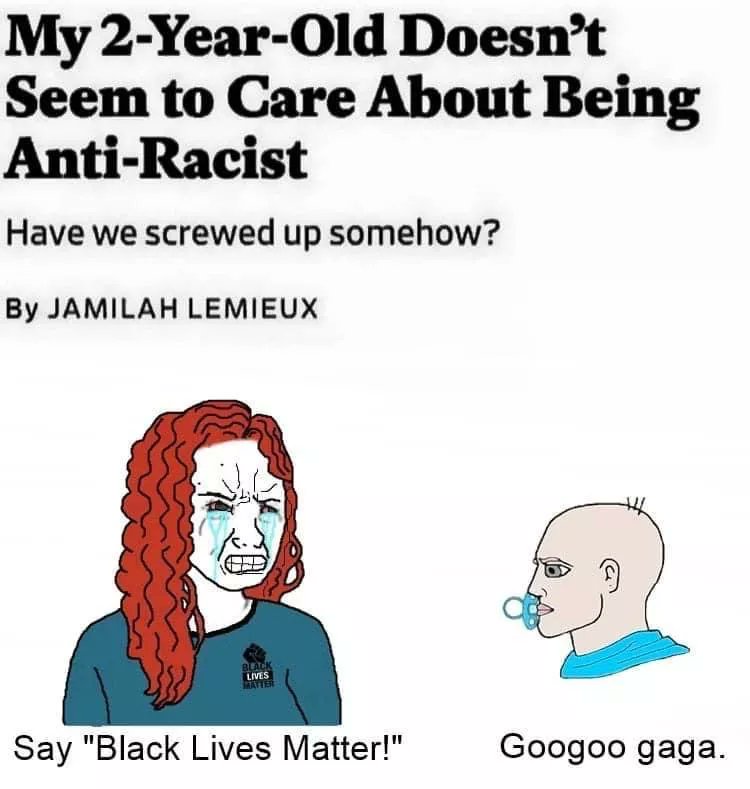 My 2-Year-Old Doesn't
Seem to Care About Being
Anti-Racist
Have we screwed up somehow?
By JAMILAH LEMIEUX
BLACK
LIVES
MATTER
Say "Black Lives Matter!"
Googoo gaga.